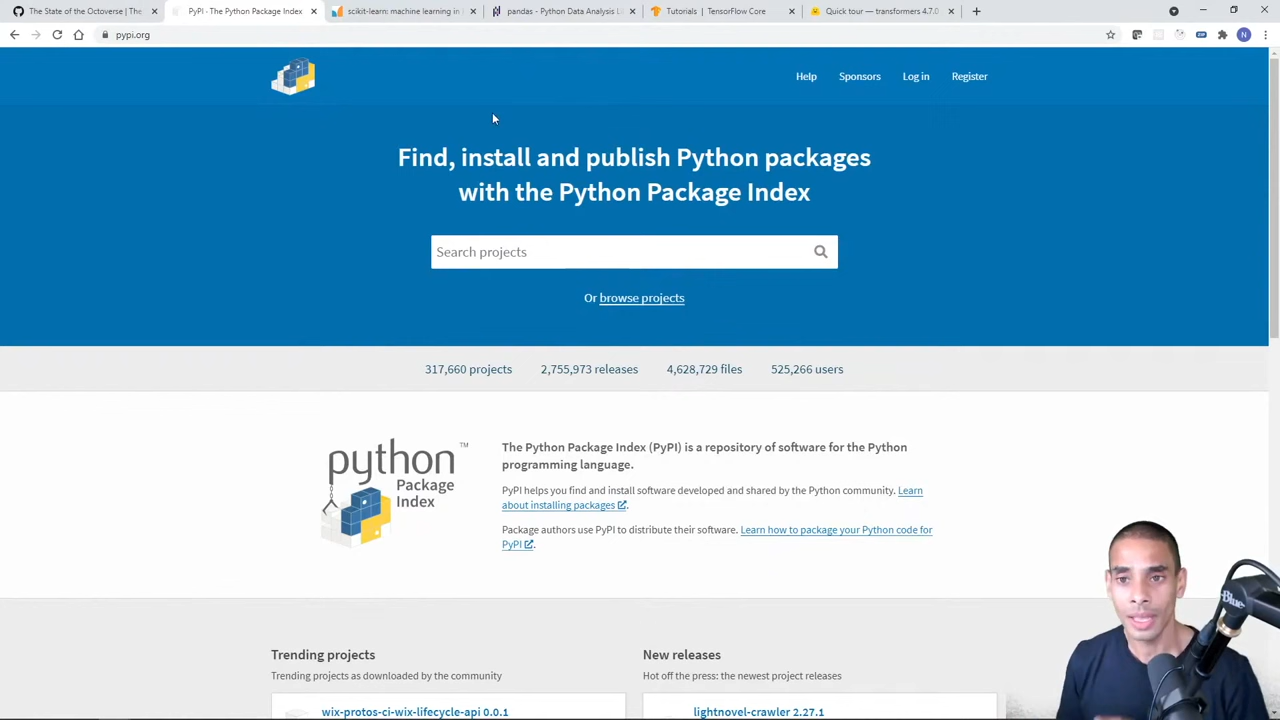 The State of the Octoverse | The
PyPI · The Python Package Index
scikit-learn: machine learning in
pandas - Python Data Analysis Li
Tutorials | TensorFlow Core
Quick tour — transformers 4.7.0
pypi.org
ZIP
N
Help
Sponsors
Log in
Register
Find, install and publish Python packages
with the Python Package Index
Search projects
Or browse projects
317,660 projects
2,755,973 releases
4,628,729 files
525,266 users
python™
Package
Index
The Python Package Index (PyPI) is a repository of software for the Python
programming language.
PyPI helps you find and install software developed and shared by the Python community. Learn
about installing packages.
Package authors use PyPI to distribute their software. Learn how to package your Python code for
PyPI.
Trending projects
Trending projects as downloaded by the community
wix-protos-ci-wix-lifecycle-api 0.0.1
New releases
Hot off the press: the newest project releases
lightnovel-crawler 2.27.1
Blue